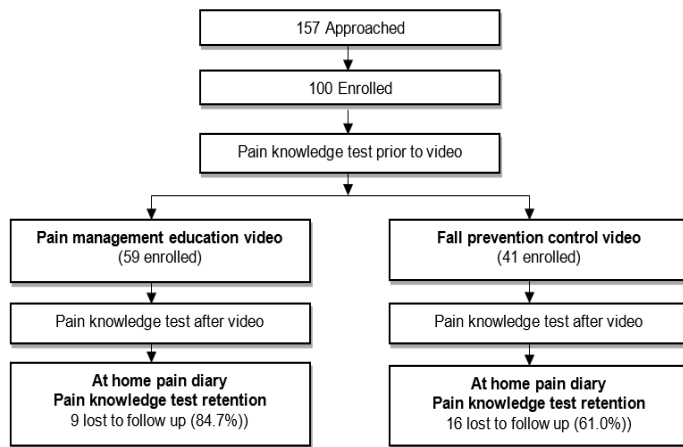 157 Approached
100 Enrolled
Pain knowledge test prior to video
Pain management education video
(59 enrolled)
Fall prevention control video
(41 enrolled)
Pain knowledge test after video
Pain knowledge test after video
At home pain diary
Pain knowledge test retention
9 lost to follow up (84.7%))
At home pain diary
Pain knowledge test retention
16 lost to follow up (61.0%))